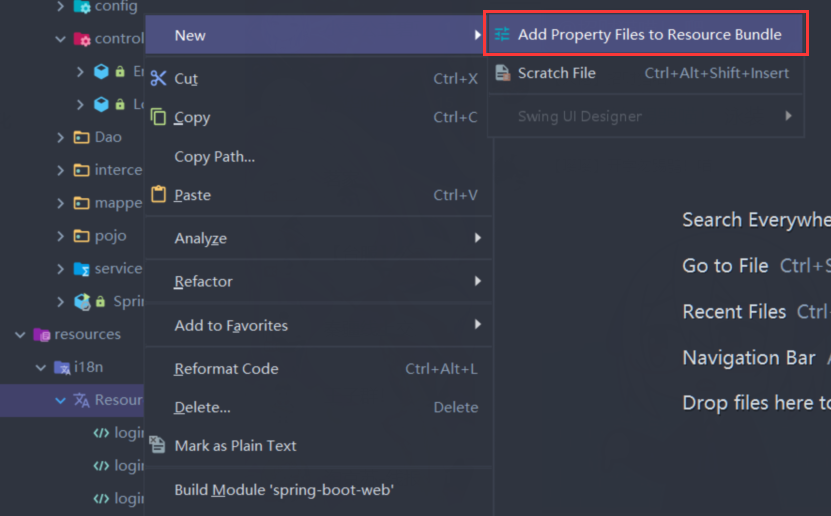 config
control
New
Add Property Files to Resource Bundle
Cut Ctrl+X
Scratch File Ctrl+Alt+Shift+Insert
Copy Ctrl+C
Swing UI Designer
Dao
Copy Path...
interce
Paste Ctrl+V
mappe
pojo
Analyze
service
Refactor
Sprin
Add to Favorites
resources
i18n
Reformat Code Ctrl+Alt+L
Resour
Delete... Delete
login
Mark as Plain Text
login
Build Module 'spring-boot-web'
login
Search Everywhe
Go to File Ctrl+S
Recent Files Ctrl+
Navigation Bar A
Drop files here to